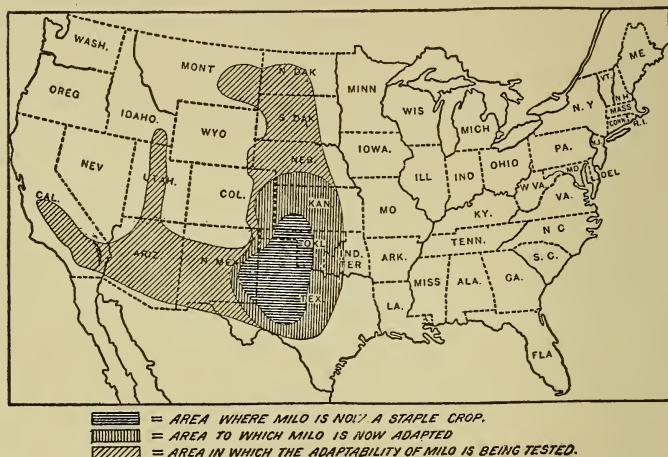 WASH.
MONT
N. DAK
MINN
ME
OREG
IDAHO.
WYO
S. DAK
WIS
MICH
N.Y
VT.
N.H
MASS
CONN.
R.I.
NEV
UTAH.
COL.
NEB.
IOWA.
ILL
IND
OHIO
PA.
N.J.
MD
DEL
CAL.
KAN.
MO
KY.
W VA.
VA.
ARIZ
N. MEX
OKL.
IND.
TER
ARK.
TENN.
N C
S. C.
TEX
LA.
MISS
ALA.
GA.
FLA
= AREA WHERE MILO IS NOW A STAPLE CROP.
= AREA TO WHICH MILO IS NOW ADAPTED
= AREA IN WHICH THE ADAPTABILITY OF MILO IS BEING TESTED.